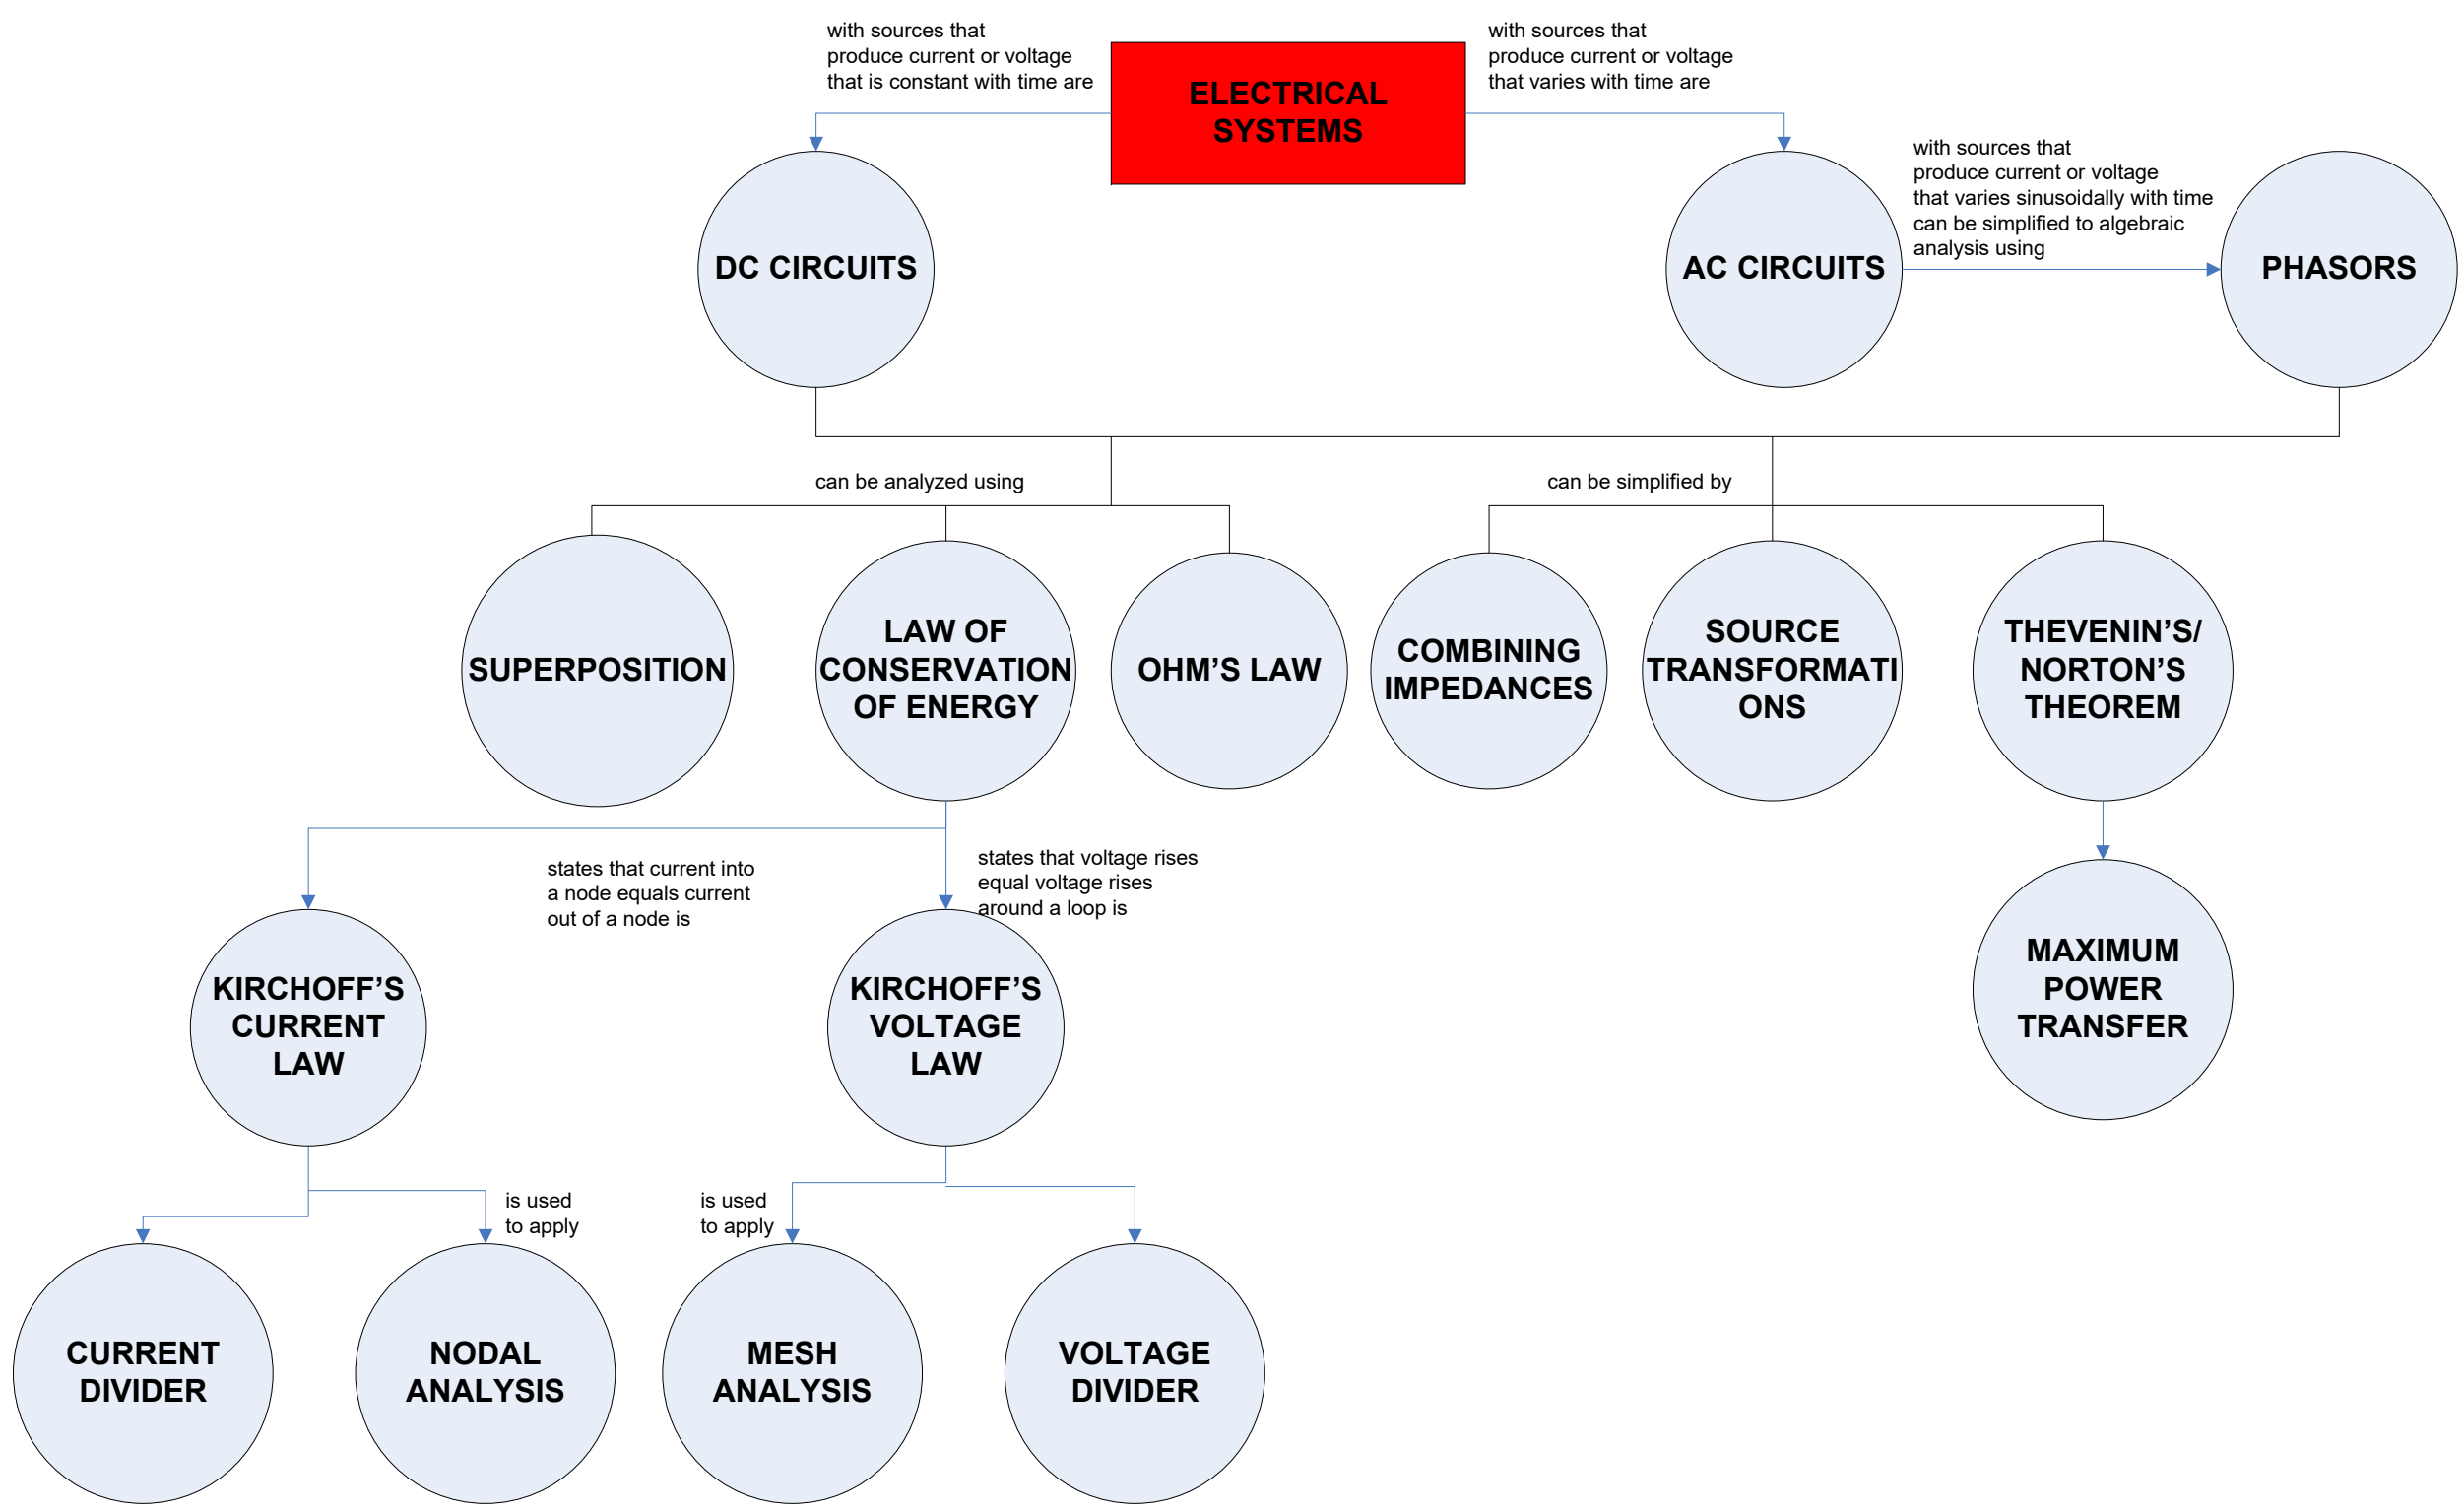 with sources that
produce current or voltage
that is constant with time are
ELECTRICAL
SYSTEMS
with sources that
produce current or voltage
that varies with time are
DC CIRCUITS
AC CIRCUITS
with sources that
produce current or voltage
that varies sinusoidally with time
can be simplified to algebraic
analysis using
PHASORS
can be analyzed using
can be simplified by
SUPERPOSITION
LAW OF
CONSERVATION
OF ENERGY
OHM'S LAW
COMBINING
IMPEDANCES
SOURCE
TRANSFORMATI
ONS
THEVENIN'S/
NORTON'S
THEOREM
states that current into
a node equals current
out of a node is
states that voltage rises
equal voltage rises
around a loop is
KIRCHOFF'S
CURRENT
LAW
KIRCHOFF'S
VOLTAGE
LAW
MAXIMUM
POWER
TRANSFER
is used
to apply
is used
to apply
CURRENT
DIVIDER
NODAL
ANALYSIS
MESH
ANALYSIS
VOLTAGE
DIVIDER